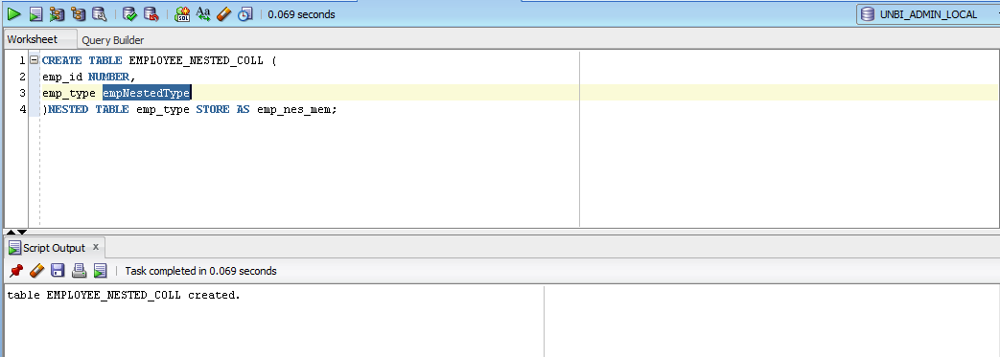 0.069 seconds
UNBI_ADMIN_LOCAL
Worksheet
Query Builder
1 CREATE TABLE EMPLOYEE_NESTED_COLL (
2 emp_id NUMBER,
3 emp_type empNestedType
4 )NESTED TABLE emp_type STORE AS emp_nes_mem;
Script Output x
Task completed in 0.069 seconds
table EMPLOYEE_NESTED_COLL created.